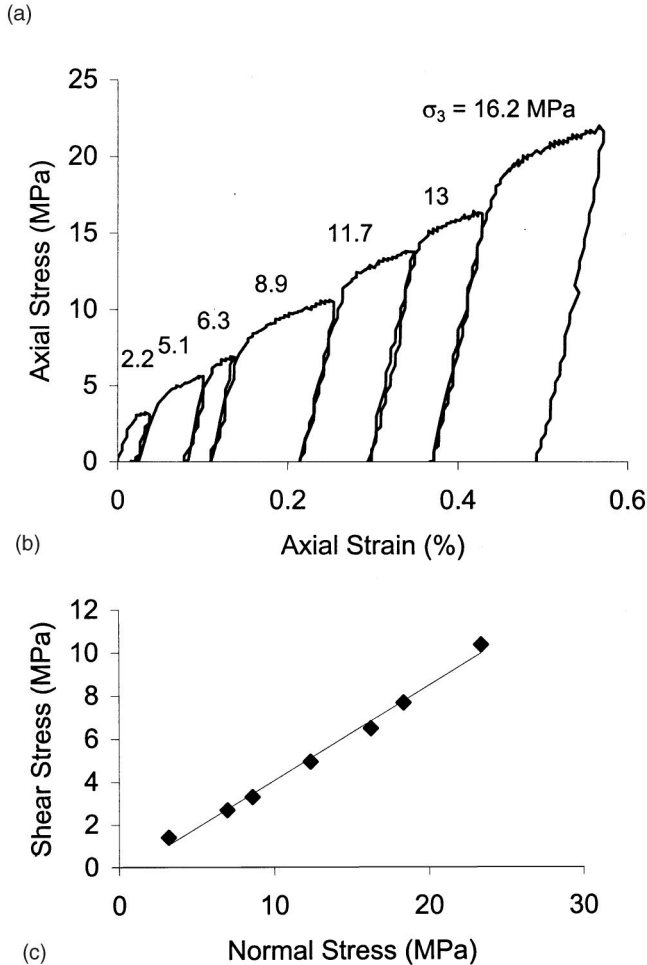 (a)
25
σ₃ = 16.2 MPa
20
13
15
11.7
8.9
10
6.3
5.1
2.2
5
0
0 0.2 0.4 0.6
Axial Stress (MPa)
(b)
Axial Strain (%)
12
10
8
6
4
2
0
0 10 20 30
Shear Stress (MPa)
(c)
Normal Stress (MPa)